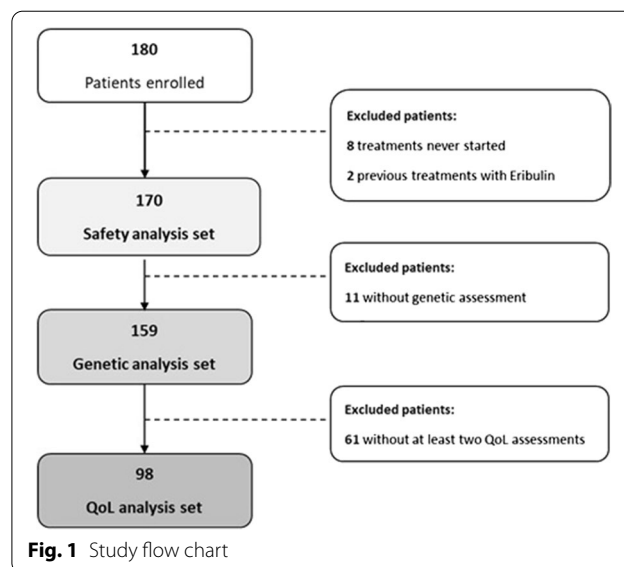 180
Patients enrolled
Excluded patients:
8 treatments never started
2 previous treatments with Eribulin
170
Safety analysis set
Excluded patients:
11 without genetic assessment
159
Genetic analysis set
Excluded patients:
61 without at least two QoL assessments
98
QoL analysis set
Fig. 1 Study flow chart